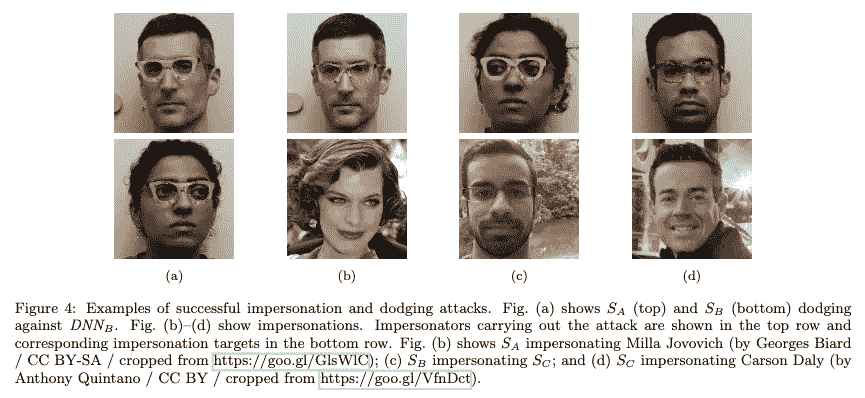 (a) (b) (c) (d)
Figure 4: Examples of successful impersonation and dodging attacks. Fig. (a) shows S_A (top) and S_B (bottom) dodging
against DNN_B. Fig. (b)–(d) show impersonations. Impersonators carrying out the attack are shown in the top row and
corresponding impersonation targets in the bottom row. Fig. (b) shows S_A impersonating Milla Jovovich (by Georges Biard
/ CC BY-SA / cropped from https://goo.gl/GlsWlC); (c) S_B impersonating S_C; and (d) S_C impersonating Carson Daly (by
Anthony Quintano / CC BY / cropped from https://goo.gl/VfnDct).